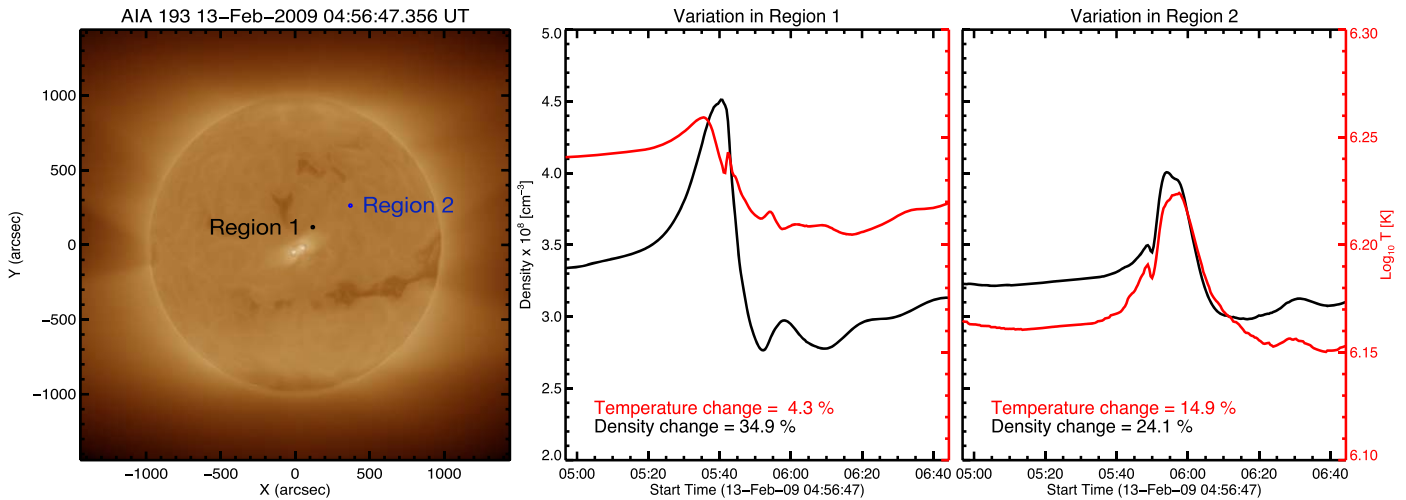 AIA 193 13−Feb−2009 04:56:47.356 UT
1000
500
0
−500
−1000
Y (arcsec)
Region 1
Region 2
−1000 −500 0 500 1000
X (arcsec)
Variation in Region 1
5.0
4.5
4.0
3.5
3.0
2.5
2.0
Density x 10⁸ [cm⁻³]
Temperature change = 4.3 %
Density change = 34.9 %
05:00 05:20 05:40 06:00 06:20 06:40
Start Time (13−Feb−09 04:56:47)
Variation in Region 2
Temperature change = 14.9 %
Density change = 24.1 %
05:00 05:20 05:40 06:00 06:20 06:40
Start Time (13−Feb−09 04:56:47)
6.30
6.25
6.20
6.15
6.10
Log₁₀ T [K]